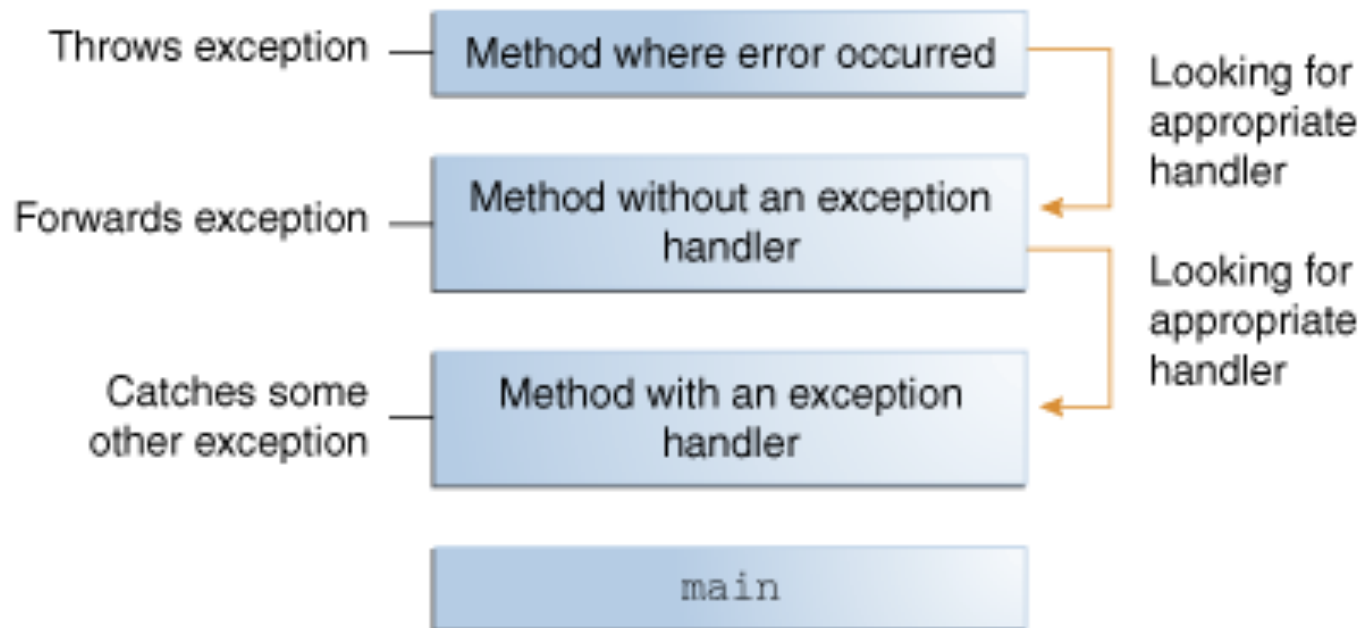 Throws exception
Method where error occurred
Looking for
appropriate
handler
Forwards exception
Method without an exception
handler
Looking for
appropriate
handler
Catches some
other exception
Method with an exception
handler
main